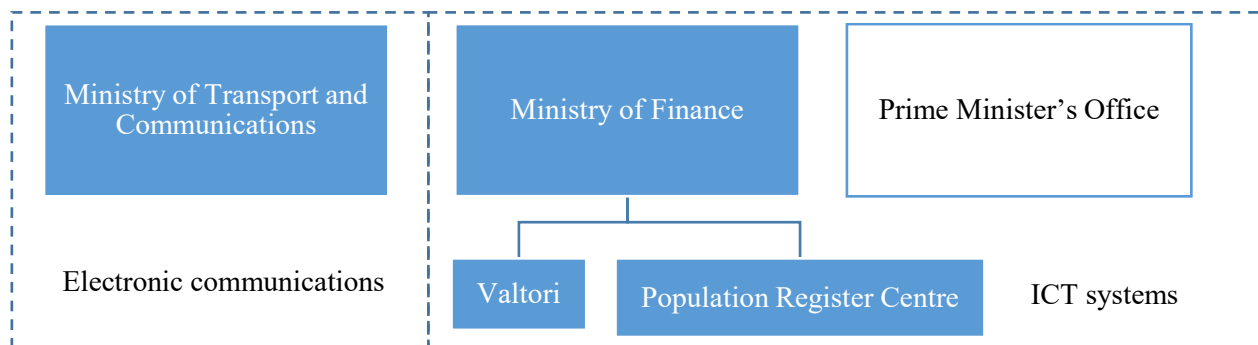 Ministry of Transport and
Communications
Ministry of Finance
Prime Minister’s Office
Electronic communications
Valtori
Population Register Centre
ICT systems